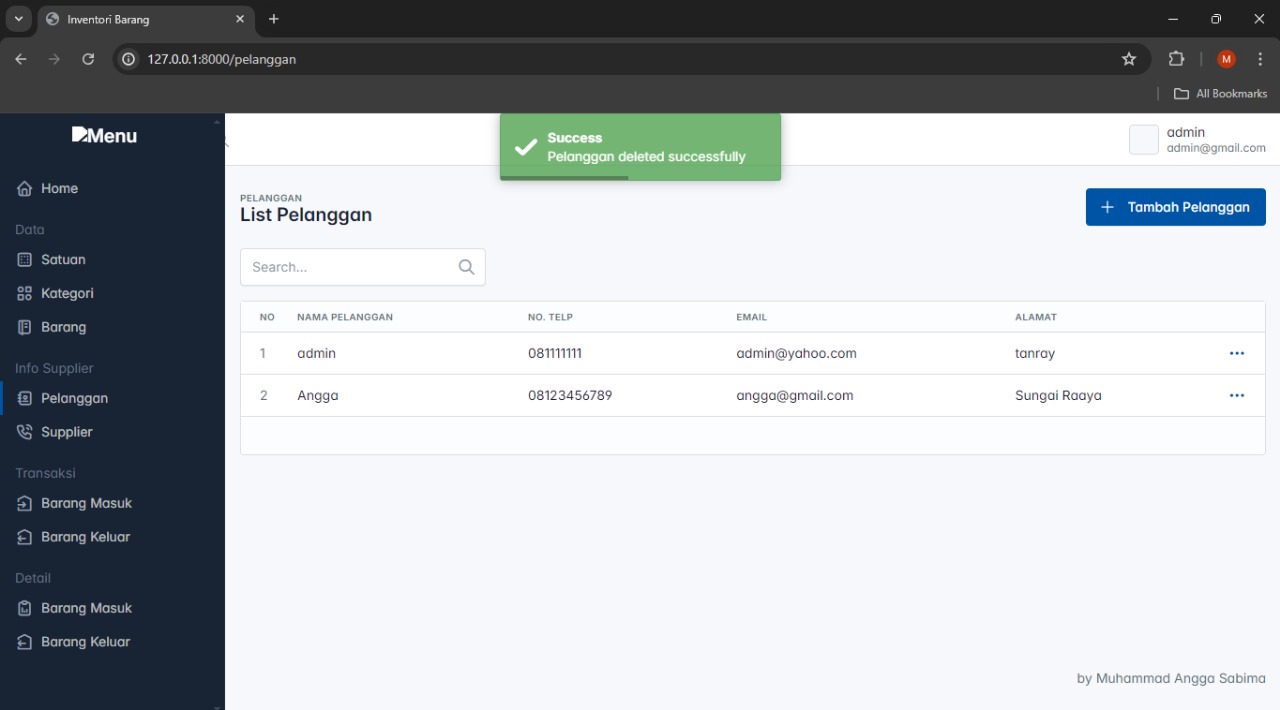 Inventori Barang
127.0.0.1:8000/pelanggan
M
All Bookmarks
Menu
Success
Pelanggan deleted successfully
admin
admin@gmail.com
Home
Data
Satuan
Kategori
Barang
Info Supplier
Pelanggan
Supplier
Transaksi
Barang Masuk
Barang Keluar
Detail
Barang Masuk
Barang Keluar
PELANGGAN
List Pelanggan
Tambah Pelanggan
Search...
NO NAMA PELANGGAN NO. TELP EMAIL ALAMAT
1 admin 081111111 admin@yahoo.com tanray
2 Angga 08123456789 angga@gmail.com Sungai Raaya
by Muhammad Angga Sabima